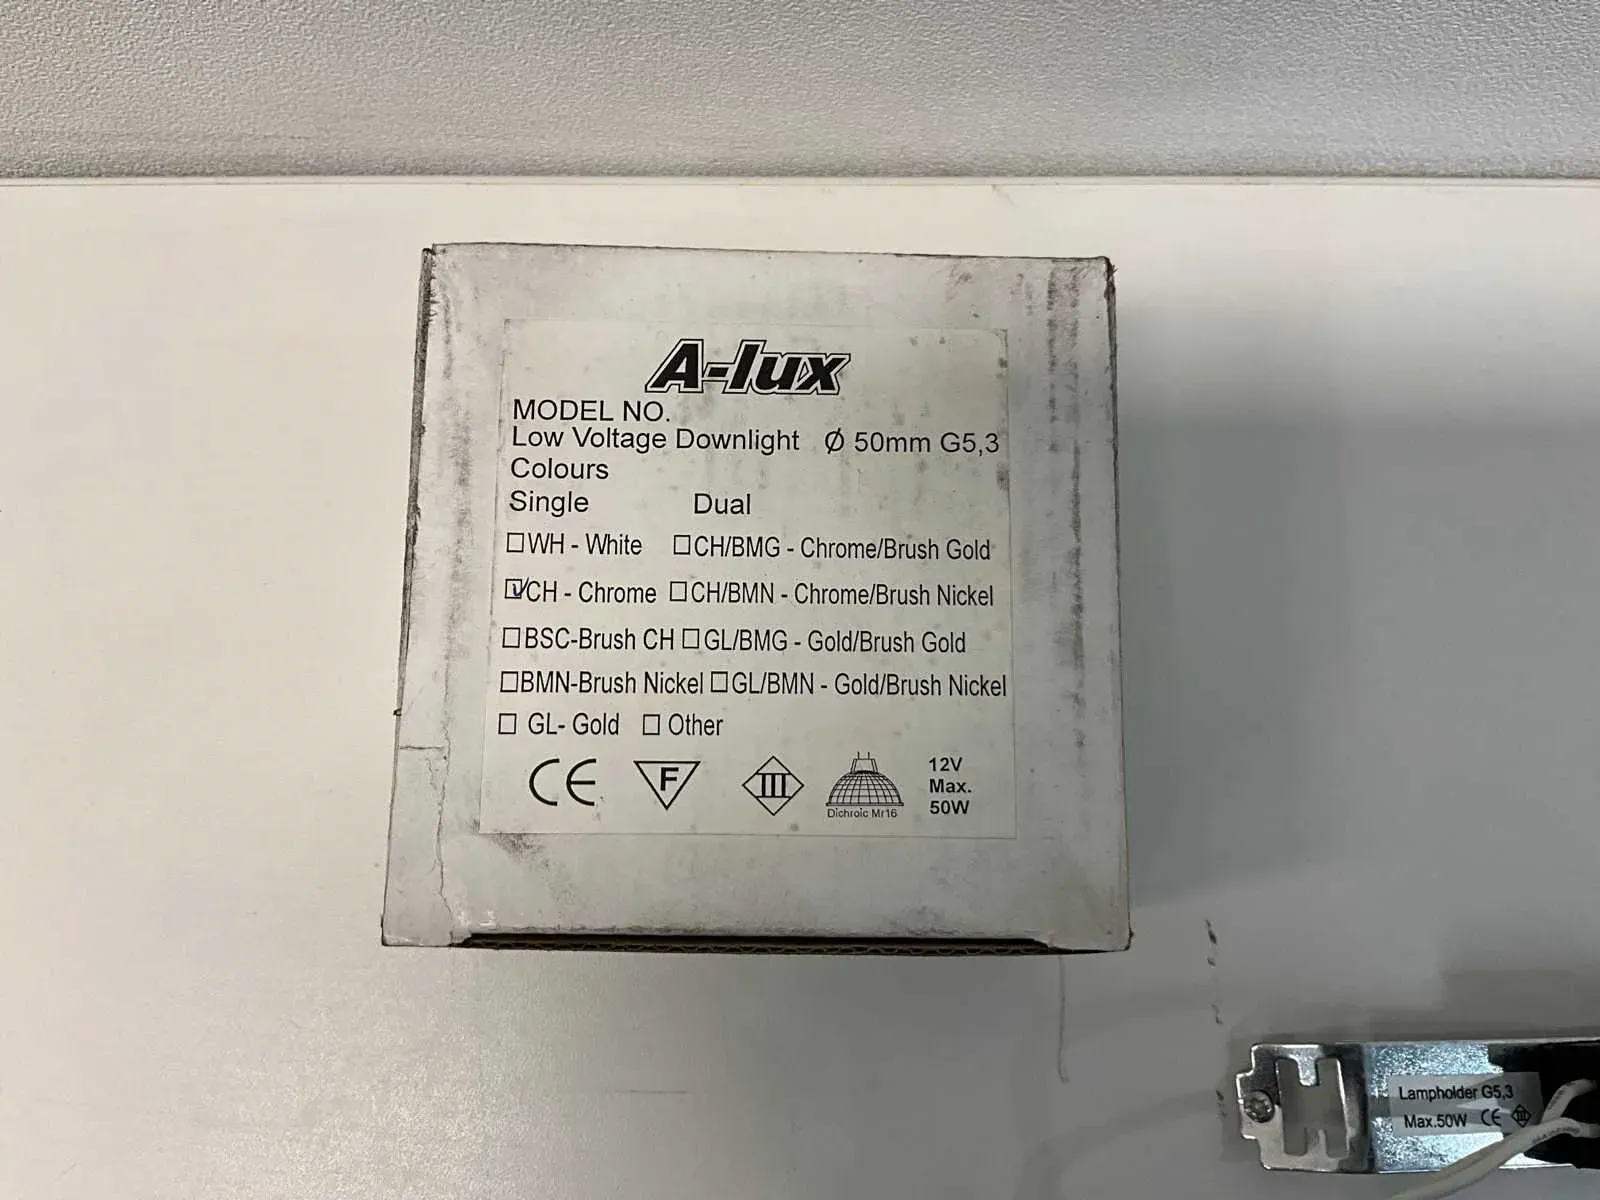 A-lux
MODEL NO.
Low Voltage Downlight Ø 50mm G5,3
Colours
Single Dual
☐WH - White ☐CH/BMG - Chrome/Brush Gold
☑CH - Chrome ☐CH/BMN - Chrome/Brush Nickel
☐BSC-Brush CH ☐GL/BMG - Gold/Brush Gold
☐BMN-Brush Nickel ☐GL/BMN - Gold/Brush Nickel
☐ GL- Gold ☐ Other
CE F III Dichroic Mr16
12V
Max.
50W
Lampholder G5,3
Max.50W CE III